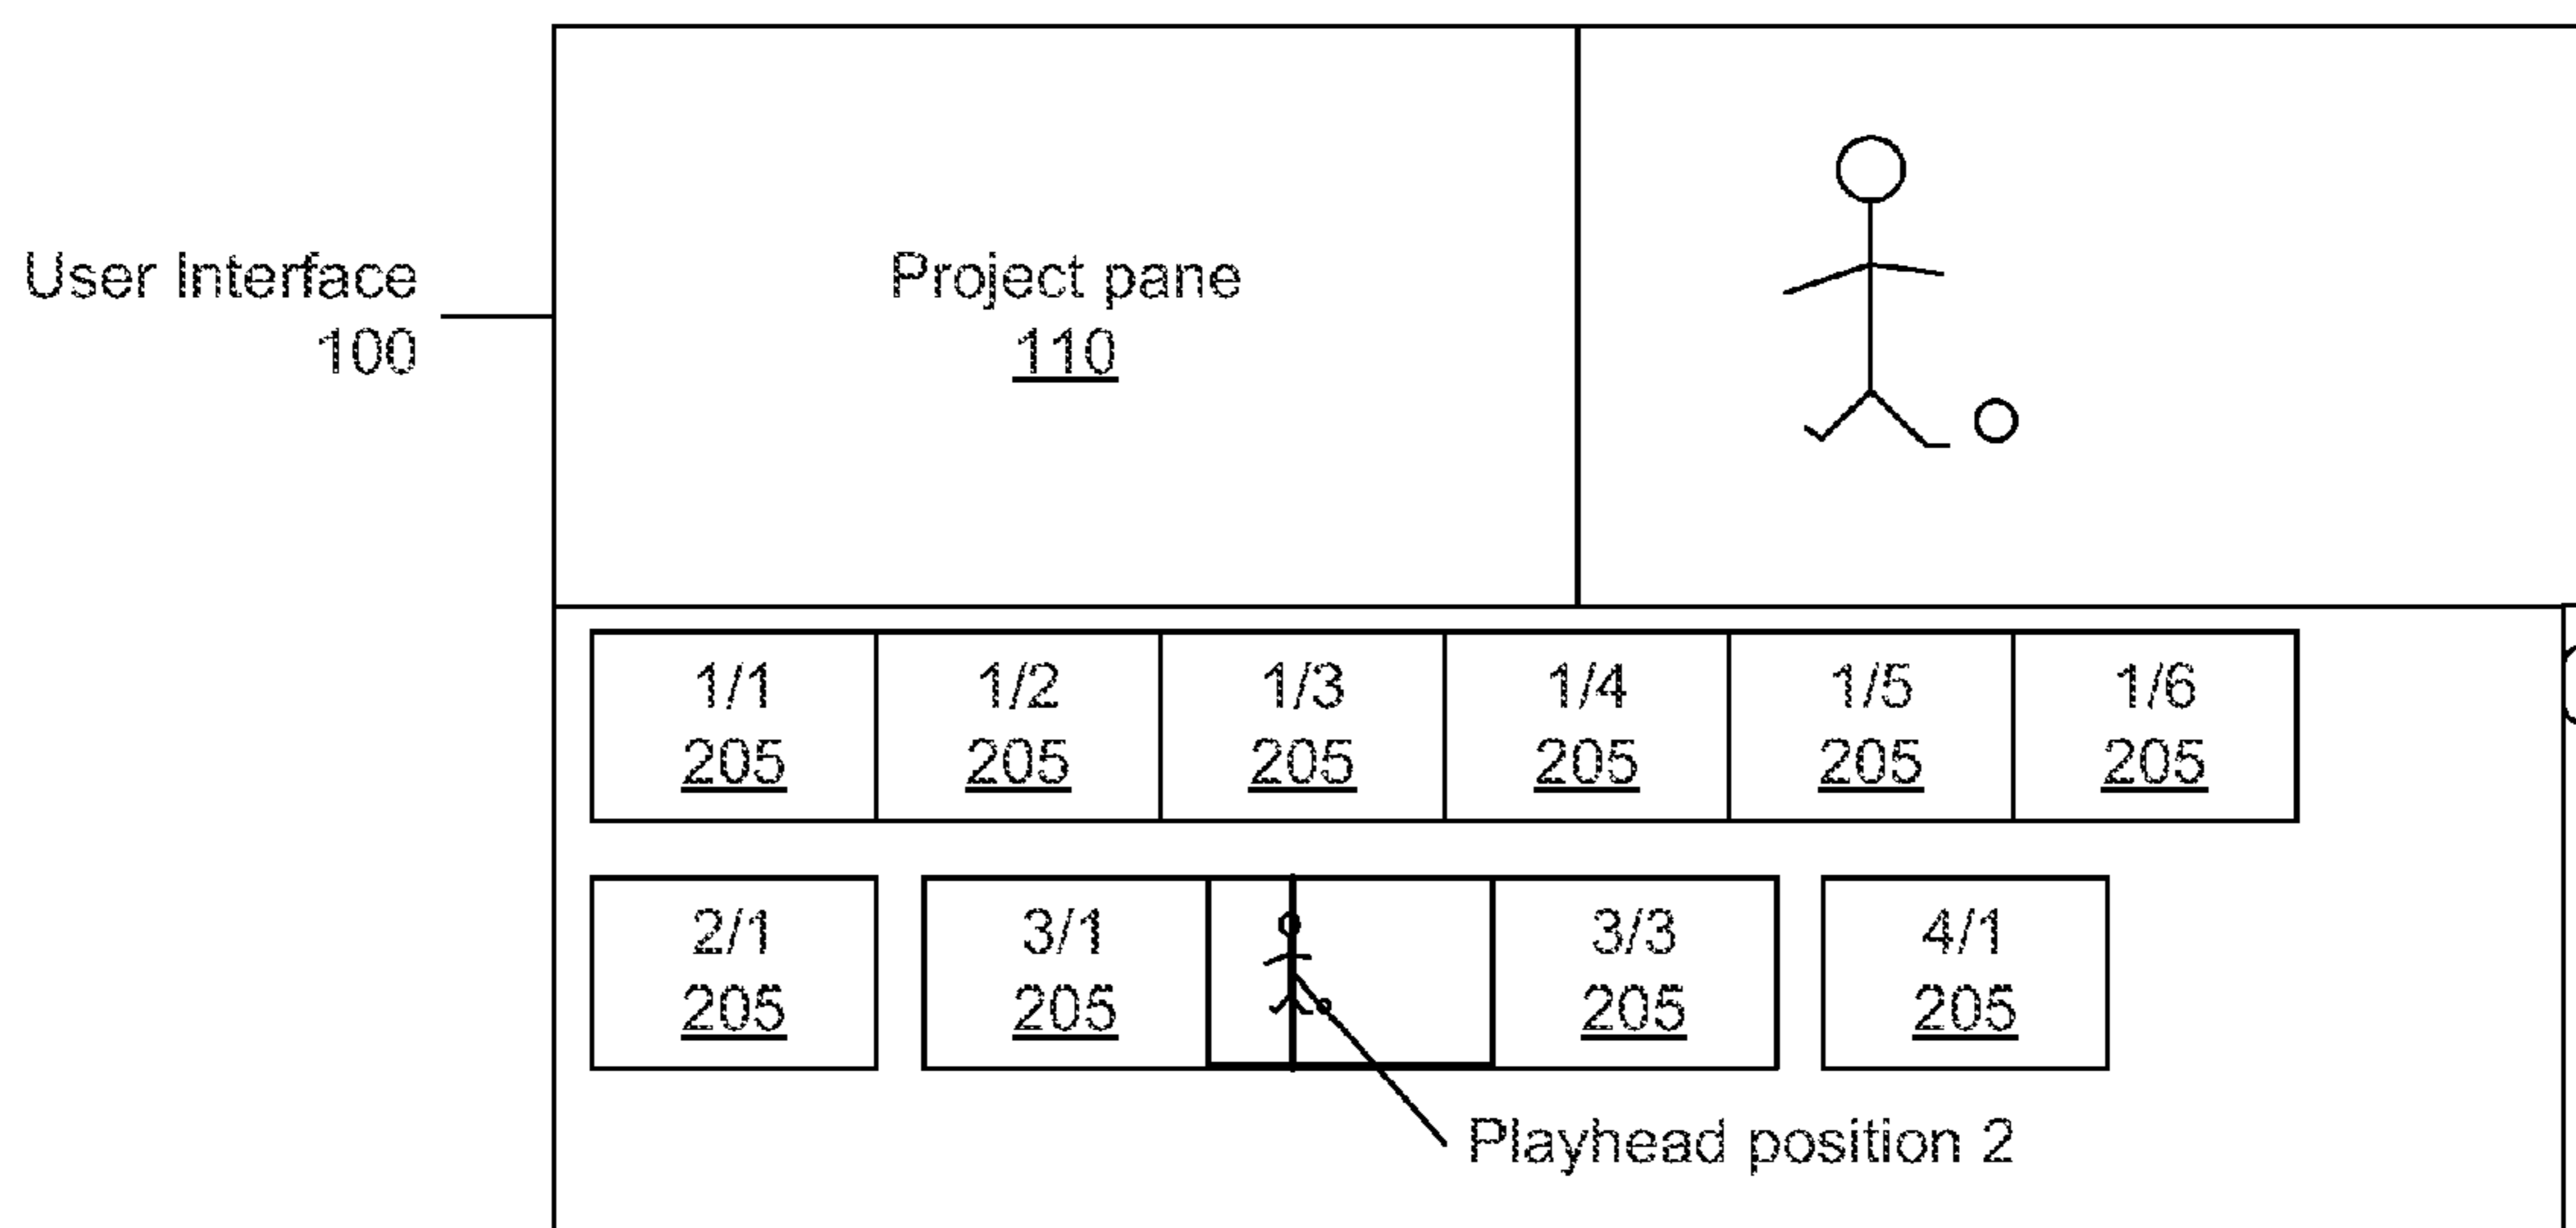 User Interface
100
Project pane
110
1/1 1/2 1/3 1/4 1/5 1/6
205 205 205 205 205 205
2/1 3/1 3/3 4/1
205 205 205 205
Playhead position 2